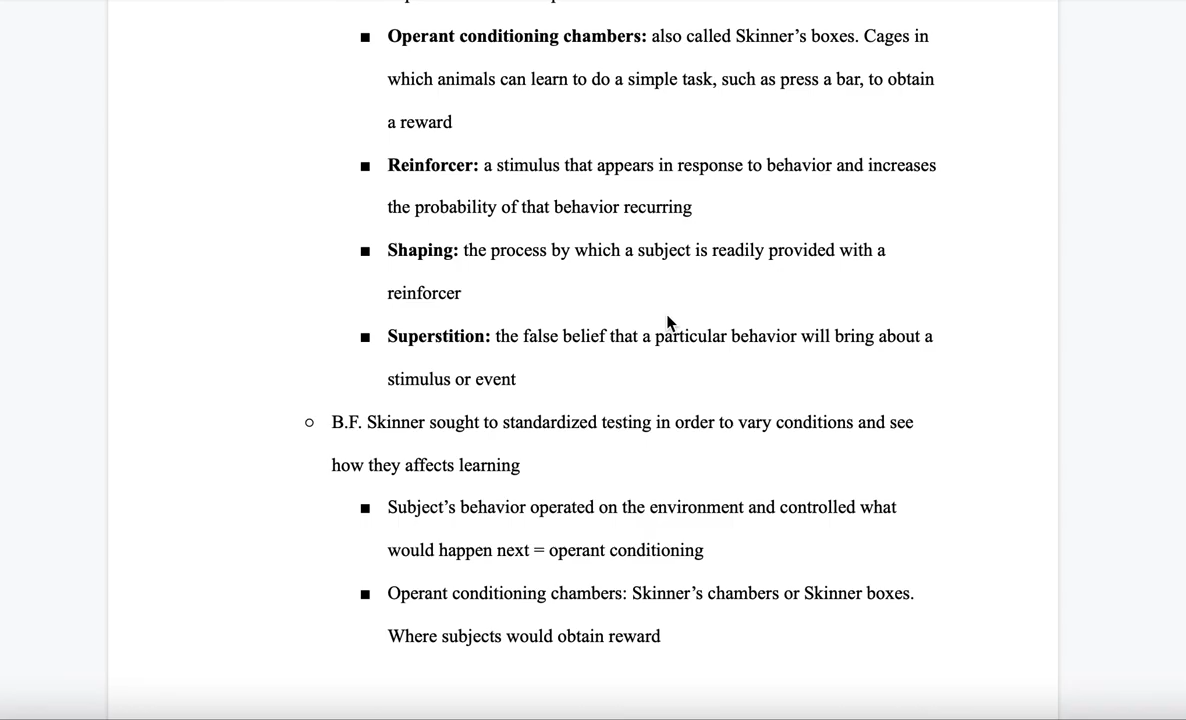 ■ Operant conditioning chambers: also called Skinner’s boxes. Cages in
which animals can learn to do a simple task, such as press a bar, to obtain
a reward
■ Reinforcer: a stimulus that appears in response to behavior and increases
the probability of that behavior recurring
■ Shaping: the process by which a subject is readily provided with a
reinforcer
■ Superstition: the false belief that a particular behavior will bring about a
stimulus or event
○ B.F. Skinner sought to standardized testing in order to vary conditions and see
how they affects learning
■ Subject’s behavior operated on the environment and controlled what
would happen next = operant conditioning
■ Operant conditioning chambers: Skinner’s chambers or Skinner boxes.
Where subjects would obtain reward